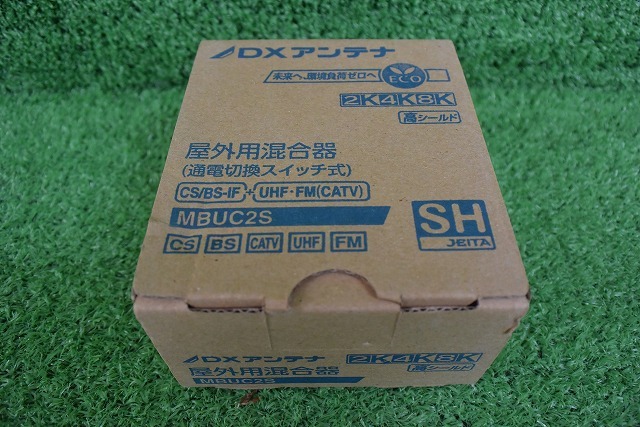 DXアンテナ
未来へ、環境負荷ゼロへ ECO
2K4K8K
高シールド
屋外用混合器
(通電切換スイッチ式)
CS/BS-IF+UHF・FM(CATV)
MBUC2S
SH
JEITA
CS BS CATV UHF FM
DXアンテナ 2K4K8K
屋外用混合器 高シールド
MBUC2S